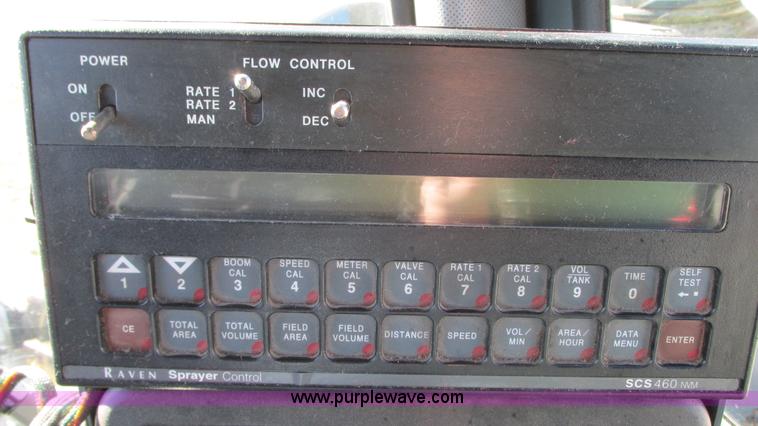 POWER
FLOW CONTROL
ON
OFF
RATE 1
RATE 2
MAN
INC
DEC
1
2
BOOM CAL 3
SPEED CAL 4
METER CAL 5
VALVE CAL 6
RATE 1 CAL 7
RATE 2 CAL 8
VOL TANK 9
TIME 0
SELF TEST ←
CE
TOTAL AREA
TOTAL VOLUME
FIELD AREA
FIELD VOLUME
DISTANCE
SPEED
VOL/ MIN
AREA/ HOUR
DATA MENU
ENTER
RAVEN Sprayer Control
SCS 460 NVM
www.purplewave.com